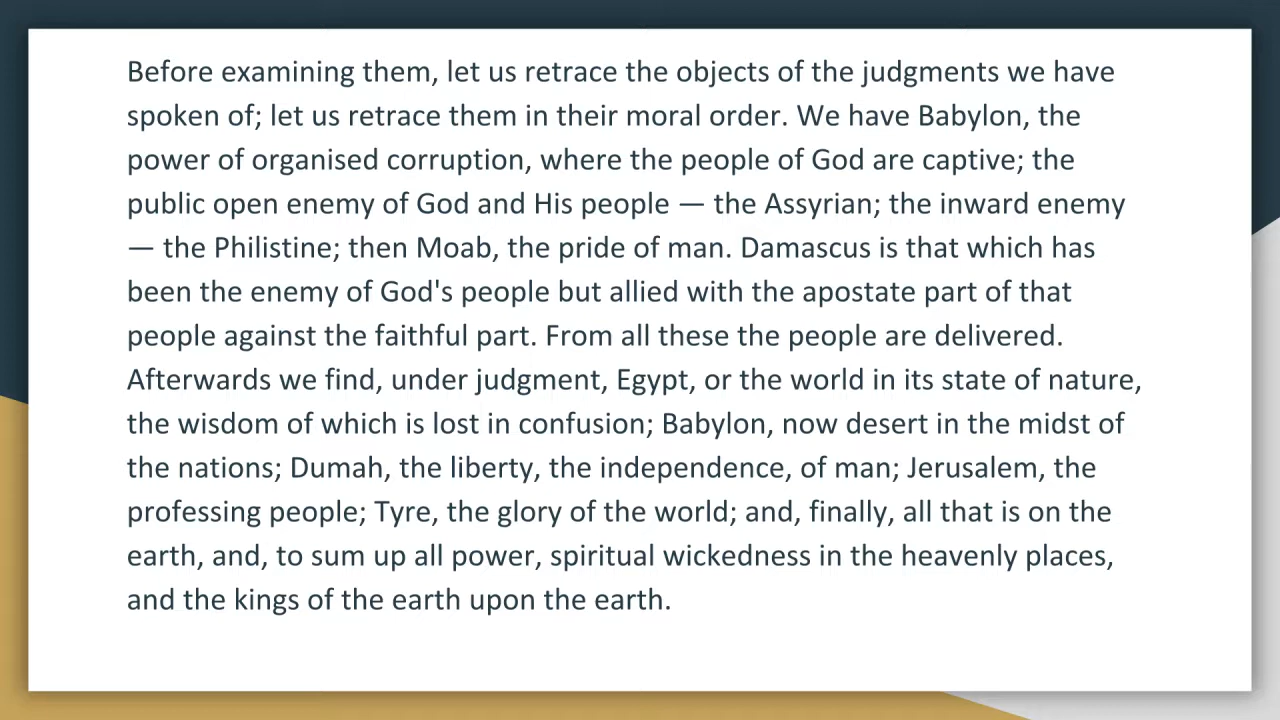 Before examining them, let us retrace the objects of the judgments we have
spoken of; let us retrace them in their moral order. We have Babylon, the
power of organised corruption, where the people of God are captive; the
public open enemy of God and His people — the Assyrian; the inward enemy
— the Philistine; then Moab, the pride of man. Damascus is that which has
been the enemy of God's people but allied with the apostate part of that
people against the faithful part. From all these the people are delivered.
Afterwards we find, under judgment, Egypt, or the world in its state of nature,
the wisdom of which is lost in confusion; Babylon, now desert in the midst of
the nations; Dumah, the liberty, the independence, of man; Jerusalem, the
professing people; Tyre, the glory of the world; and, finally, all that is on the
earth, and, to sum up all power, spiritual wickedness in the heavenly places,
and the kings of the earth upon the earth.